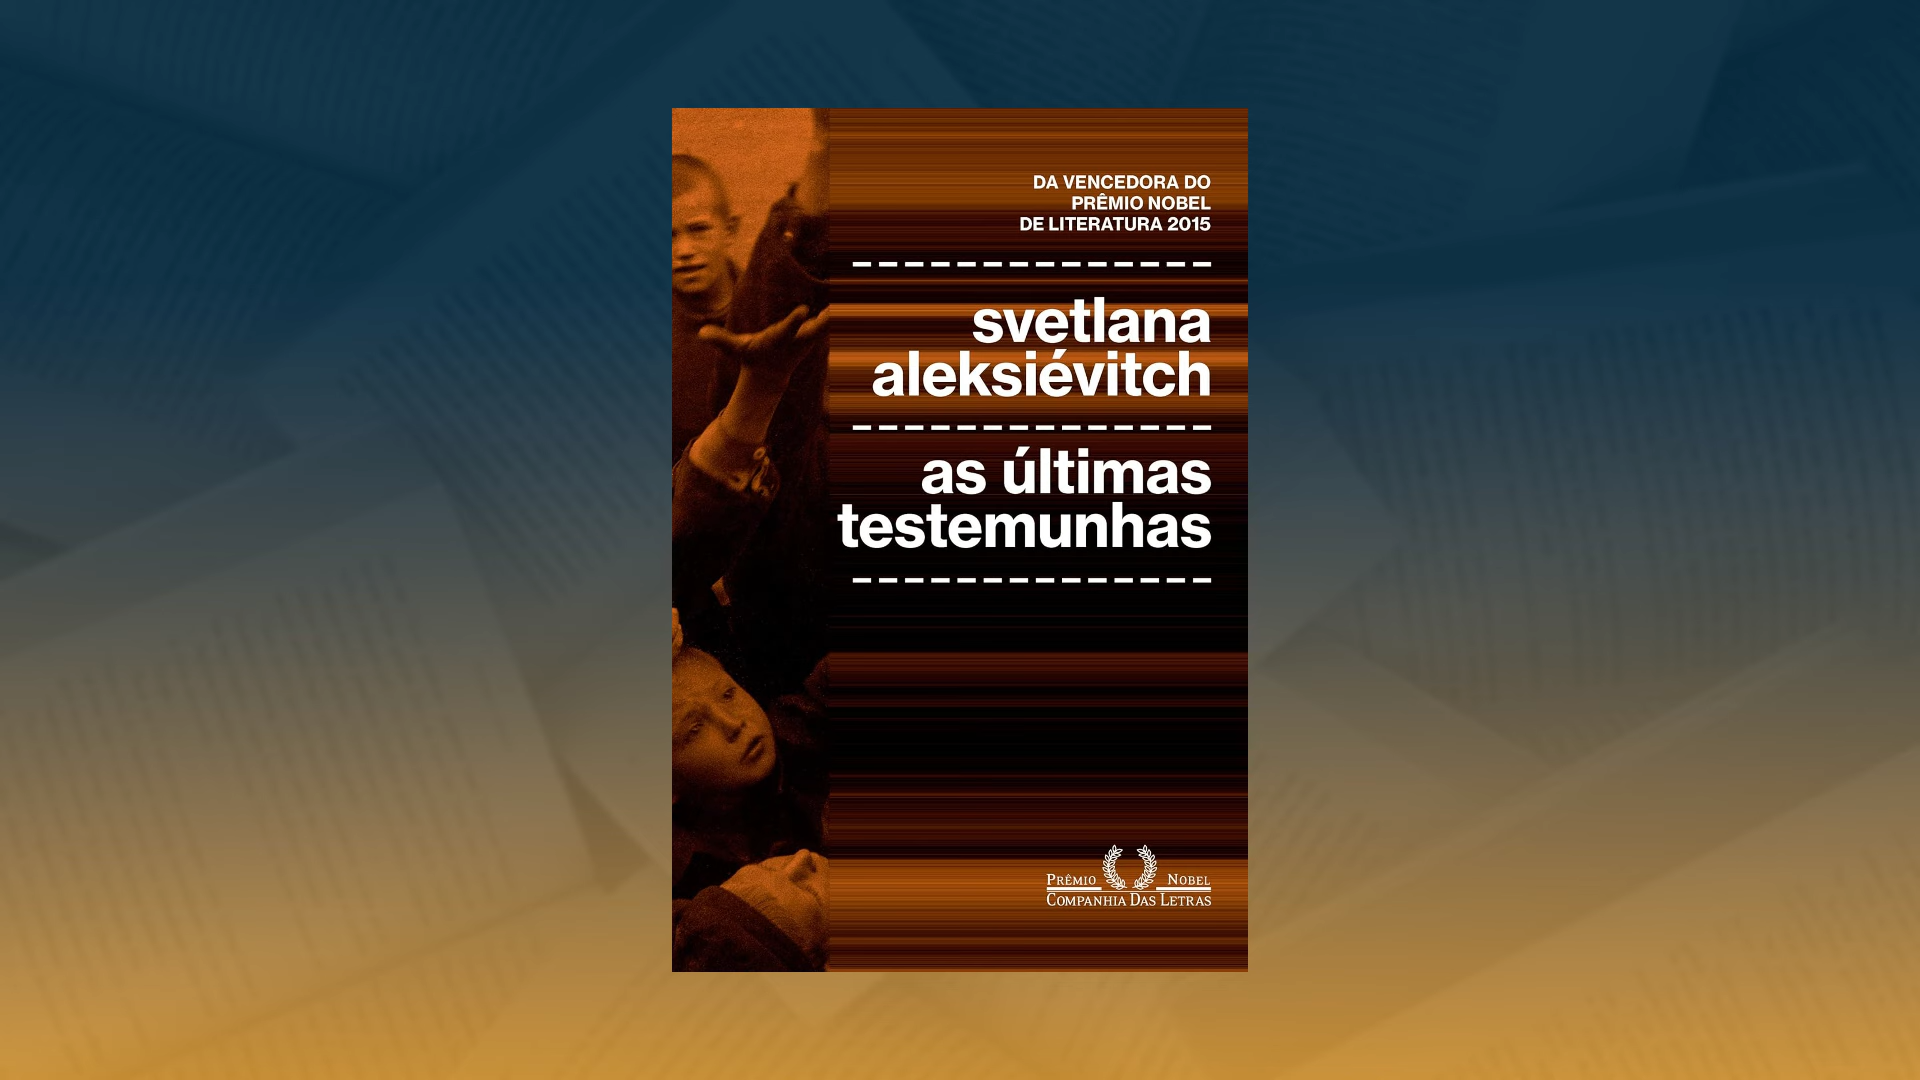 DA VENCEDORA DO
PRÊMIO NOBEL
DE LITERATURA 2015
svetlana
aleksiévitch
as últimas
testemunhas
PRÊMIO NOBEL
COMPANHIA DAS LETRAS